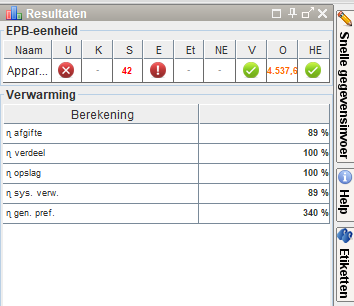 Resultaten
EPB-eenheid
Naam U K S E Et NE V O HE
Appar... - 42 - - 4.537,6
Verwarming
Berekening
η afgifte 89 %
η verdeel 100 %
η opslag 100 %
η sys. verw. 89 %
η gen. pref. 340 %
Snelle gegevensinvoer
Help
Etiketten